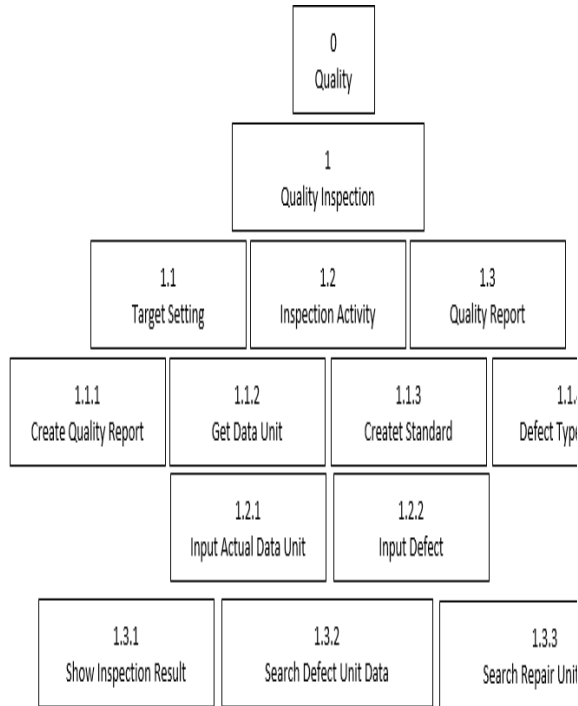 0
Quality
1
Quality Inspection
1.1
Target Setting
1.2
Inspection Activity
1.3
Quality Report
1.1.1
Create Quality Report
1.1.2
Get Data Unit
1.1.3
Createt Standard
1.1.
Defect Type
1.2.1
Input Actual Data Unit
1.2.2
Input Defect
1.3.1
Show Inspection Result
1.3.2
Search Defect Unit Data
1.3.3
Search Repair Unit